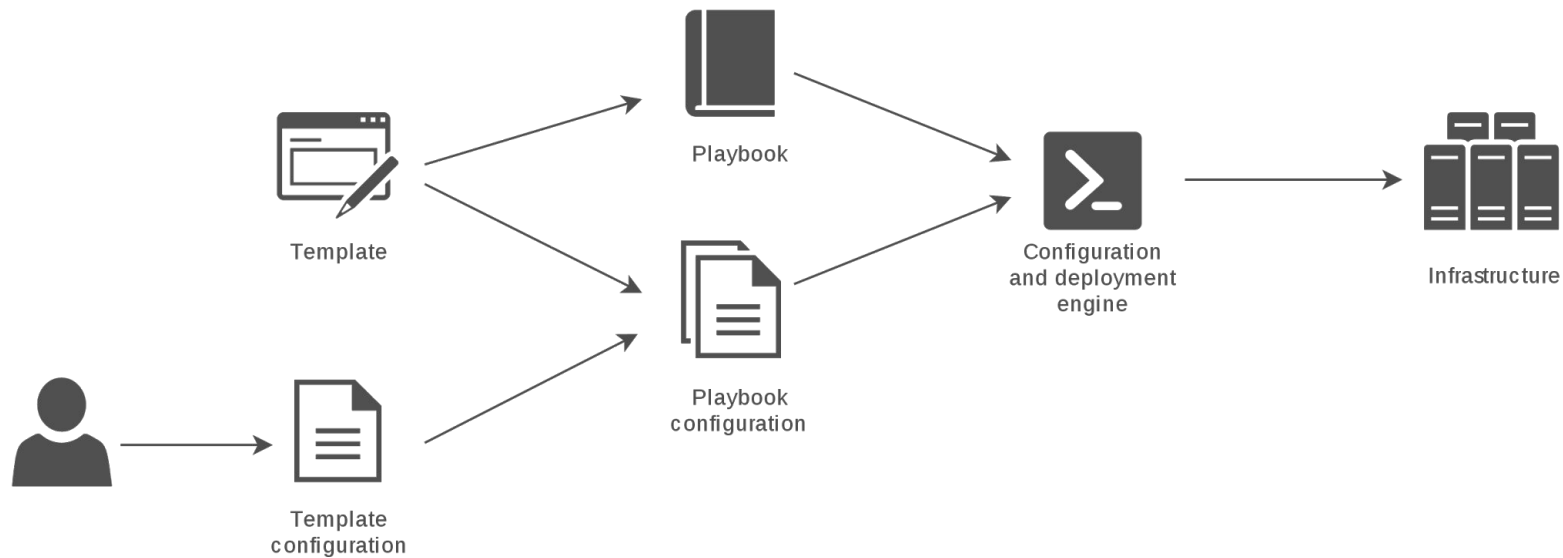 Playbook
Template
Configuration
and deployment
engine
Infrastructure
Playbook
configuration
Template
configuration